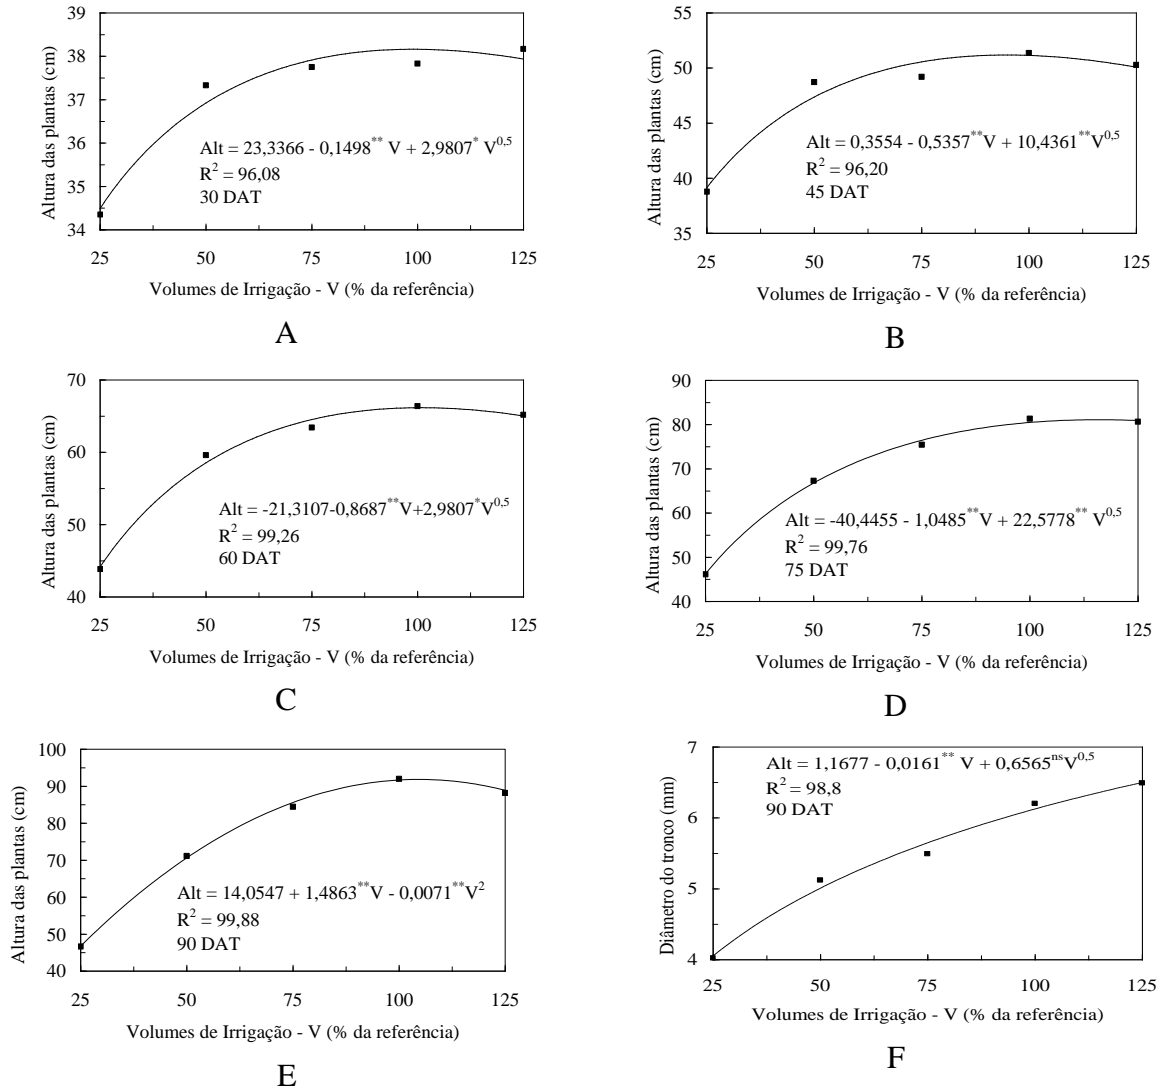 39
38
37
36
35
34
Altura das plantas (cm)
Alt = 23,3366 - 0,1498** V + 2,9807* V^0,5
R² = 96,08
30 DAT
25 50 75 100 125
Volumes de Irrigação - V (% da referência)
A
55
50
45
40
35
Altura das plantas (cm)
Alt = 0,3554 - 0,5357**V + 10,4361**V^0,5
R² = 96,20
45 DAT
25 50 75 100 125
Volumes de Irrigação - V (% da referência)
B
70
60
50
40
Altura das plantas (cm)
Alt = -21,3107-0,8687**V+2,9807*V^0,5
R² = 99,26
60 DAT
25 50 75 100 125
Volumes de Irrigação - V (% da referência)
C
90
80
70
60
50
40
Altura das plantas (cm)
Alt = -40,4455 - 1,0485**V + 22,5778** V^0,5
R² = 99,76
75 DAT
25 50 75 100 125
Volumes de Irrigação - V (% da referência)
D
100
90
80
70
60
50
40
Altura das plantas (cm)
Alt = 14,0547 + 1,4863**V - 0,0071**V²
R² = 99,88
90 DAT
25 50 75 100 125
Volumes de Irrigação - V (% da referência)
E
7
6
5
4
Diâmetro do tronco (mm)
Alt = 1,1677 - 0,0161** V + 0,6565^ns V^0,5
R² = 98,8
90 DAT
25 50 75 100 125
Volumes de Irrigação - V (% da referência)
F